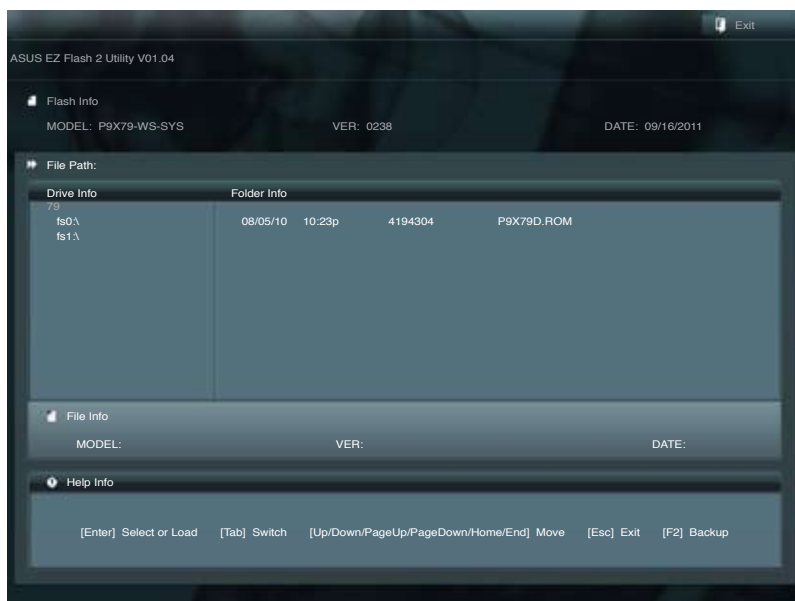 Exit
ASUS EZ Flash 2 Utility V01.04
Flash Info
MODEL: P9X79-WS-SYS VER: 0238 DATE: 09/16/2011
File Path:
Drive Info Folder Info
79
fs0:\ 08/05/10 10:23p 4194304 P9X79D.ROM
fs1:\
File Info
MODEL: VER: DATE:
Help Info
[Enter] Select or Load [Tab] Switch [Up/Down/PageUp/PageDown/Home/End] Move [Esc] Exit [F2] Backup